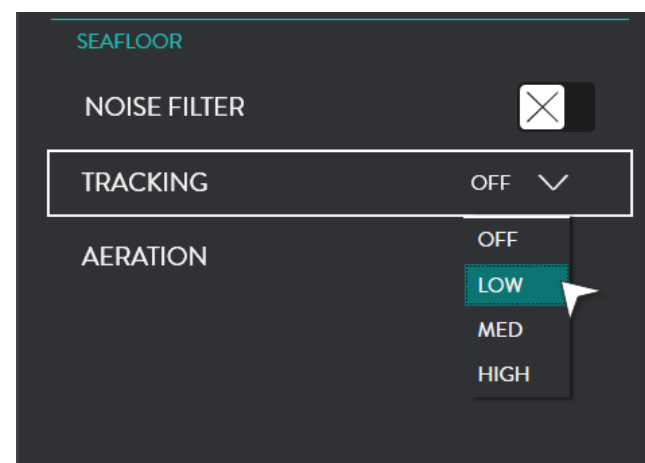 SEAFLOOR
NOISE FILTER
TRACKING OFF
OFF
AERATION
LOW
MED
HIGH